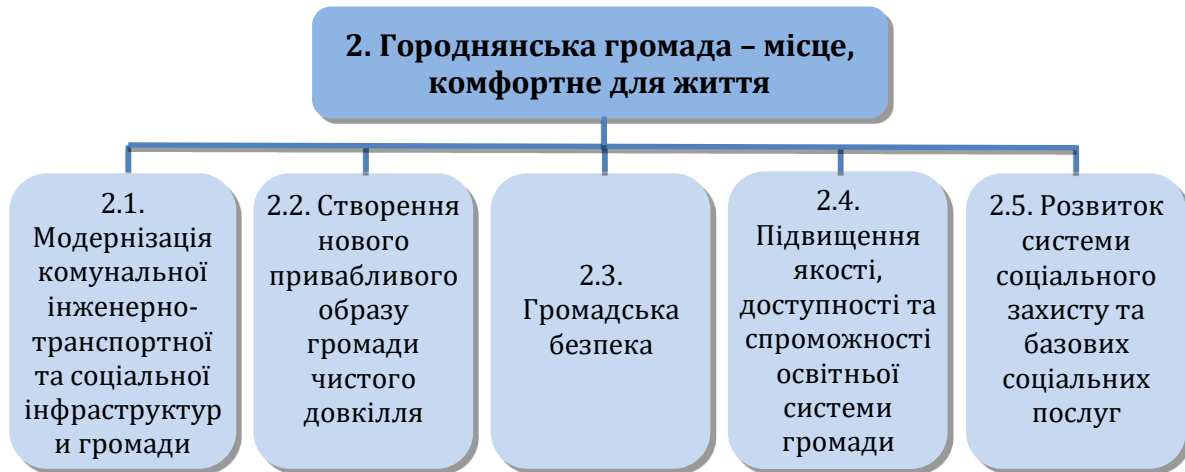 2. Городнянська громада – місце,
комфортне для життя
2.1.
Модернізація
комунальної
інженерно-
транспортної
та соціальної
інфраструктур
и громади
2.2. Створення
нового
привабливого
образу
громади
чистого
довкілля
2.3.
Громадська
безпека
2.4.
Підвищення
якості,
доступності та
спроможності
освітньої
системи
громади
2.5. Розвиток
системи
соціального
захисту та
базових
соціальних
послуг